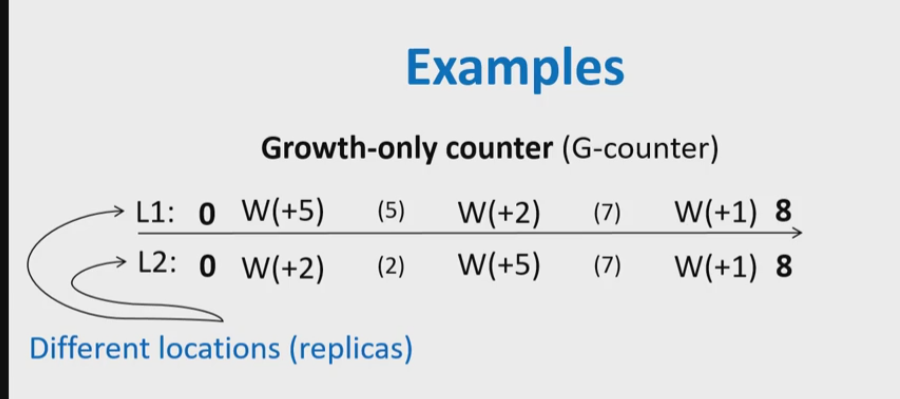 Examples
Growth-only counter (G-counter)
L1: 0 W(+5) (5) W(+2) (7) W(+1) 8
L2: 0 W(+2) (2) W(+5) (7) W(+1) 8
Different locations (replicas)